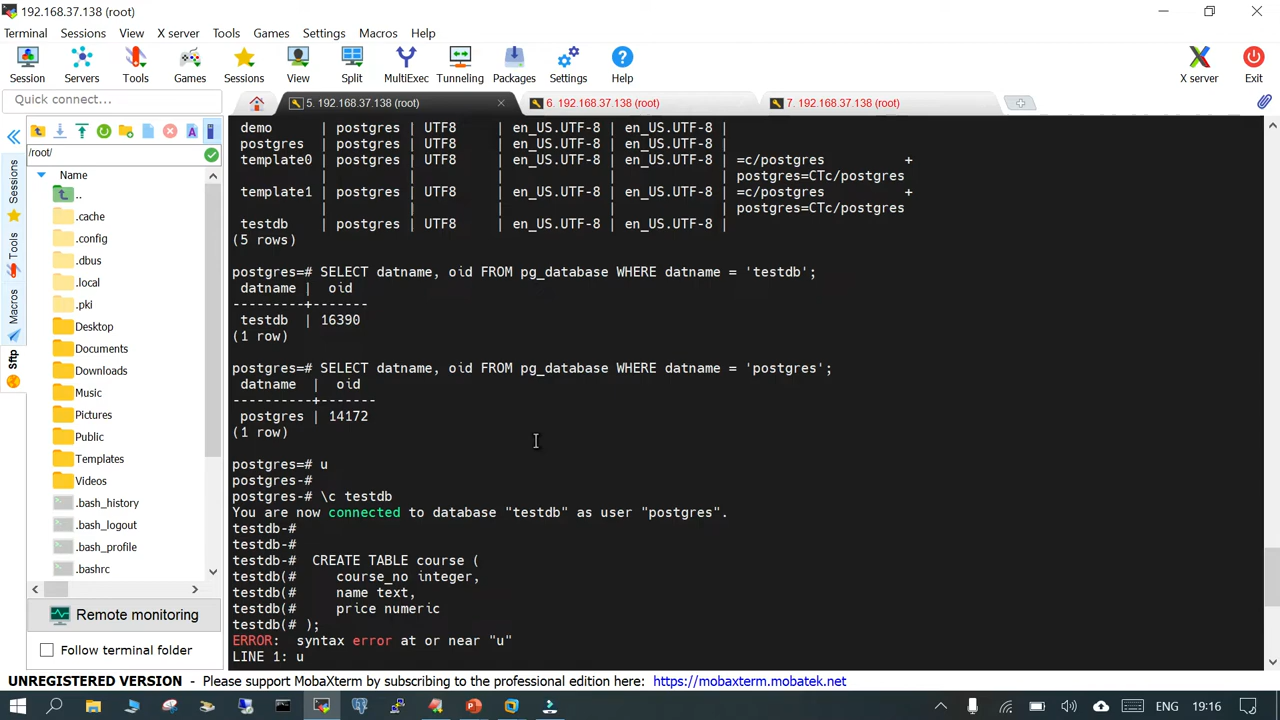 192.168.37.138 (root)
Terminal Sessions View X server Tools Games Settings Macros Help
Session Servers Tools Games Sessions View Split MultiExec Tunneling Packages Settings Help X server Exit
Quick connect...
5. 192.168.37.138 (root)
6. 192.168.37.138 (root)
7. 192.168.37.138 (root)
Sessions
Tools
Macros
Sftp
/root/
Name
..
.cache
.config
.dbus
.local
.pki
Desktop
Documents
Downloads
Music
Pictures
Public
Templates
Videos
.bash_history
.bash_logout
.bash_profile
.bashrc
Remote monitoring
Follow terminal folder
demo | postgres | UTF8 | en_US.UTF-8 | en_US.UTF-8 |
postgres | postgres | UTF8 | en_US.UTF-8 | en_US.UTF-8 |
template0 | postgres | UTF8 | en_US.UTF-8 | en_US.UTF-8 | =c/postgres +
| | | | | postgres=CTc/postgres
template1 | postgres | UTF8 | en_US.UTF-8 | en_US.UTF-8 | =c/postgres +
| | | | | postgres=CTc/postgres
testdb | postgres | UTF8 | en_US.UTF-8 | en_US.UTF-8 |
(5 rows)
postgres=# SELECT datname, oid FROM pg_database WHERE datname = 'testdb';
datname | oid
---------+-------
testdb | 16390
(1 row)
postgres=# SELECT datname, oid FROM pg_database WHERE datname = 'postgres';
datname | oid
----------+-------
postgres | 14172
(1 row)
postgres=# u
postgres-#
postgres-# \c testdb
You are now connected to database "testdb" as user "postgres".
testdb-#
testdb-#
testdb-# CREATE TABLE course (
testdb(# course_no integer,
testdb(# name text,
testdb(# price numeric
testdb(# );
ERROR: syntax error at or near "u"
LINE 1: u
UNREGISTERED VERSION - Please support MobaXterm by subscribing to the professional edition here: https://mobaxterm.mobatek.net
ENG 19:16